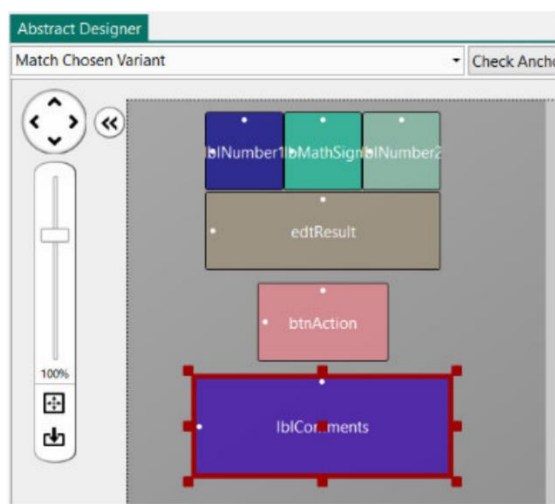 Abstract Designer
Match Chosen Variant
Check Ancho
lblNumber1 lblMathSign lblNumber2
edtResult
btnAction
100%
lblComments